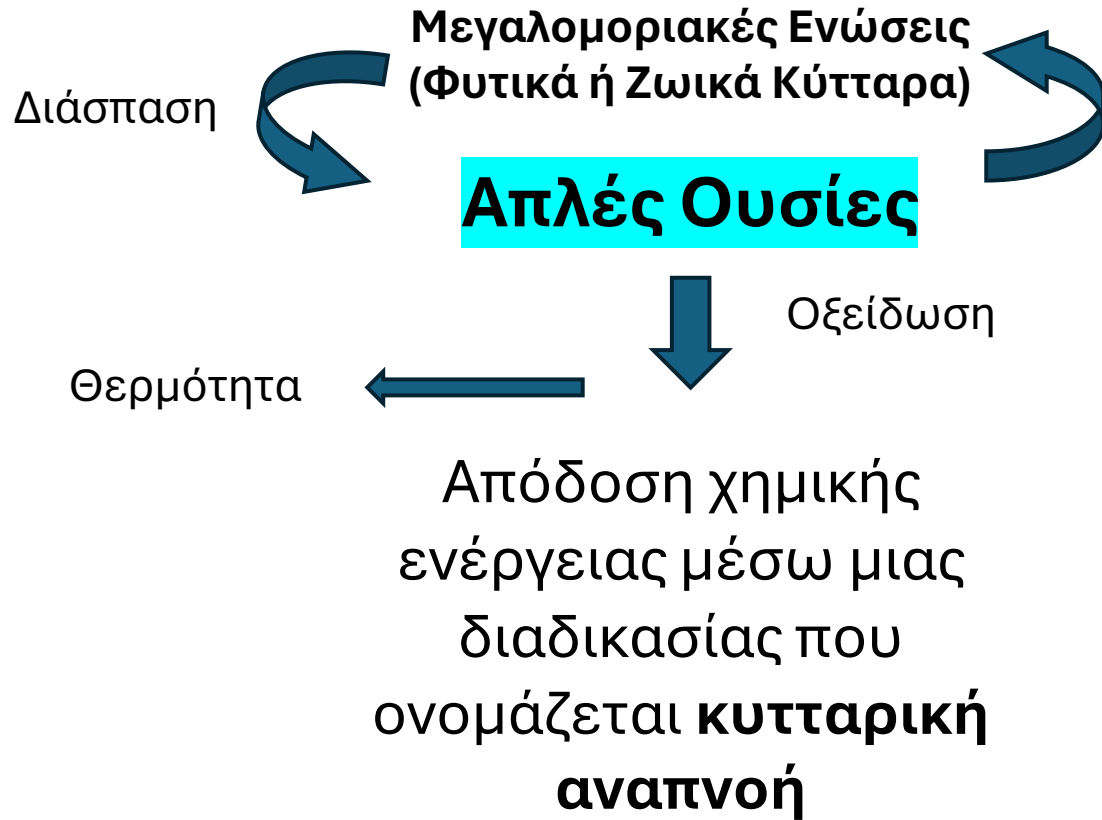 Μεγαλομοριακές Ενώσεις
(Φυτικά ή Ζωικά Κύτταρα)
Διάσπαση
Απλές Ουσίες
Οξείδωση
Θερμότητα
Απόδοση χημικής
ενέργειας μέσω μιας
διαδικασίας που
ονομάζεται κυτταρική
αναπνοή